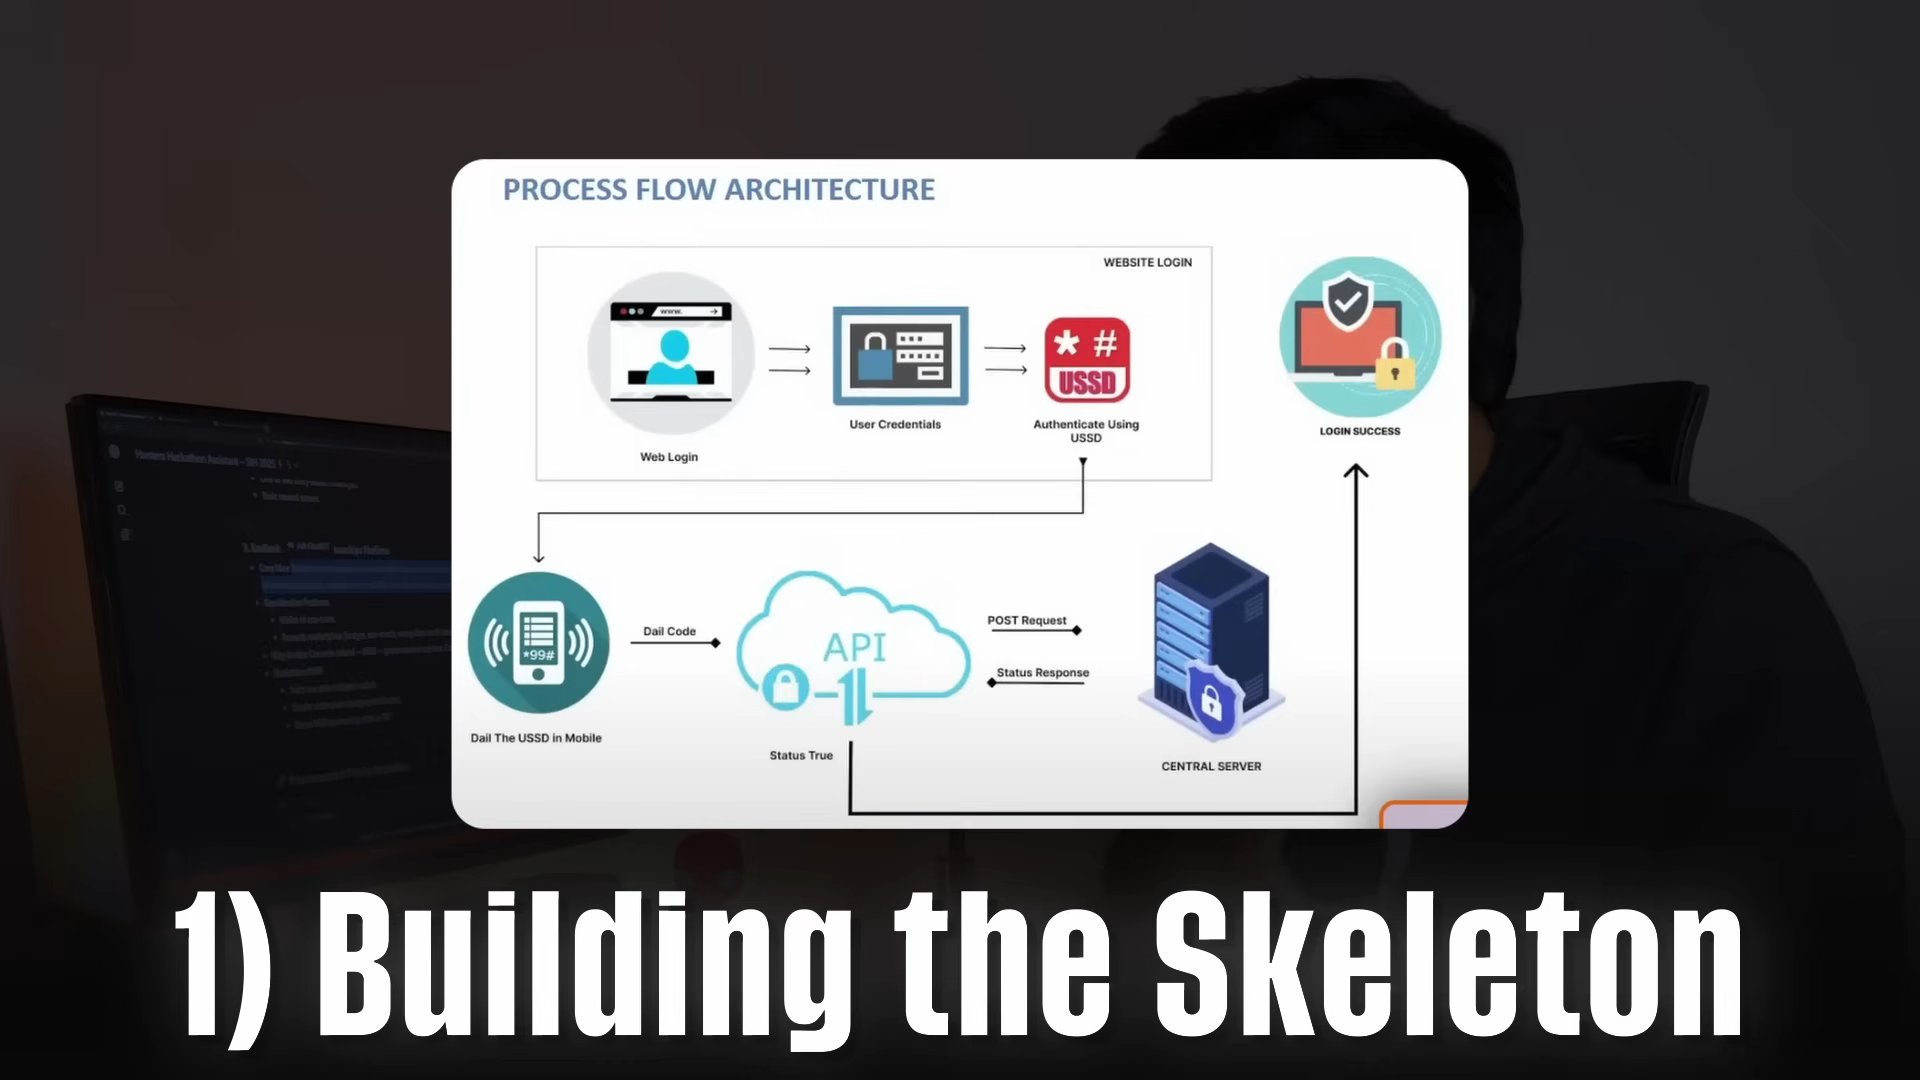 PROCESS FLOW ARCHITECTURE
WEBSITE LOGIN
www.
* #
USSD
User Credentials
Authenticate Using
USSD
Web Login
LOGIN SUCCESS
Dail Code
*99#
API
POST Request
Status Response
Dail The USSD in Mobile
Status True
CENTRAL SERVER
1) Building the Skeleton